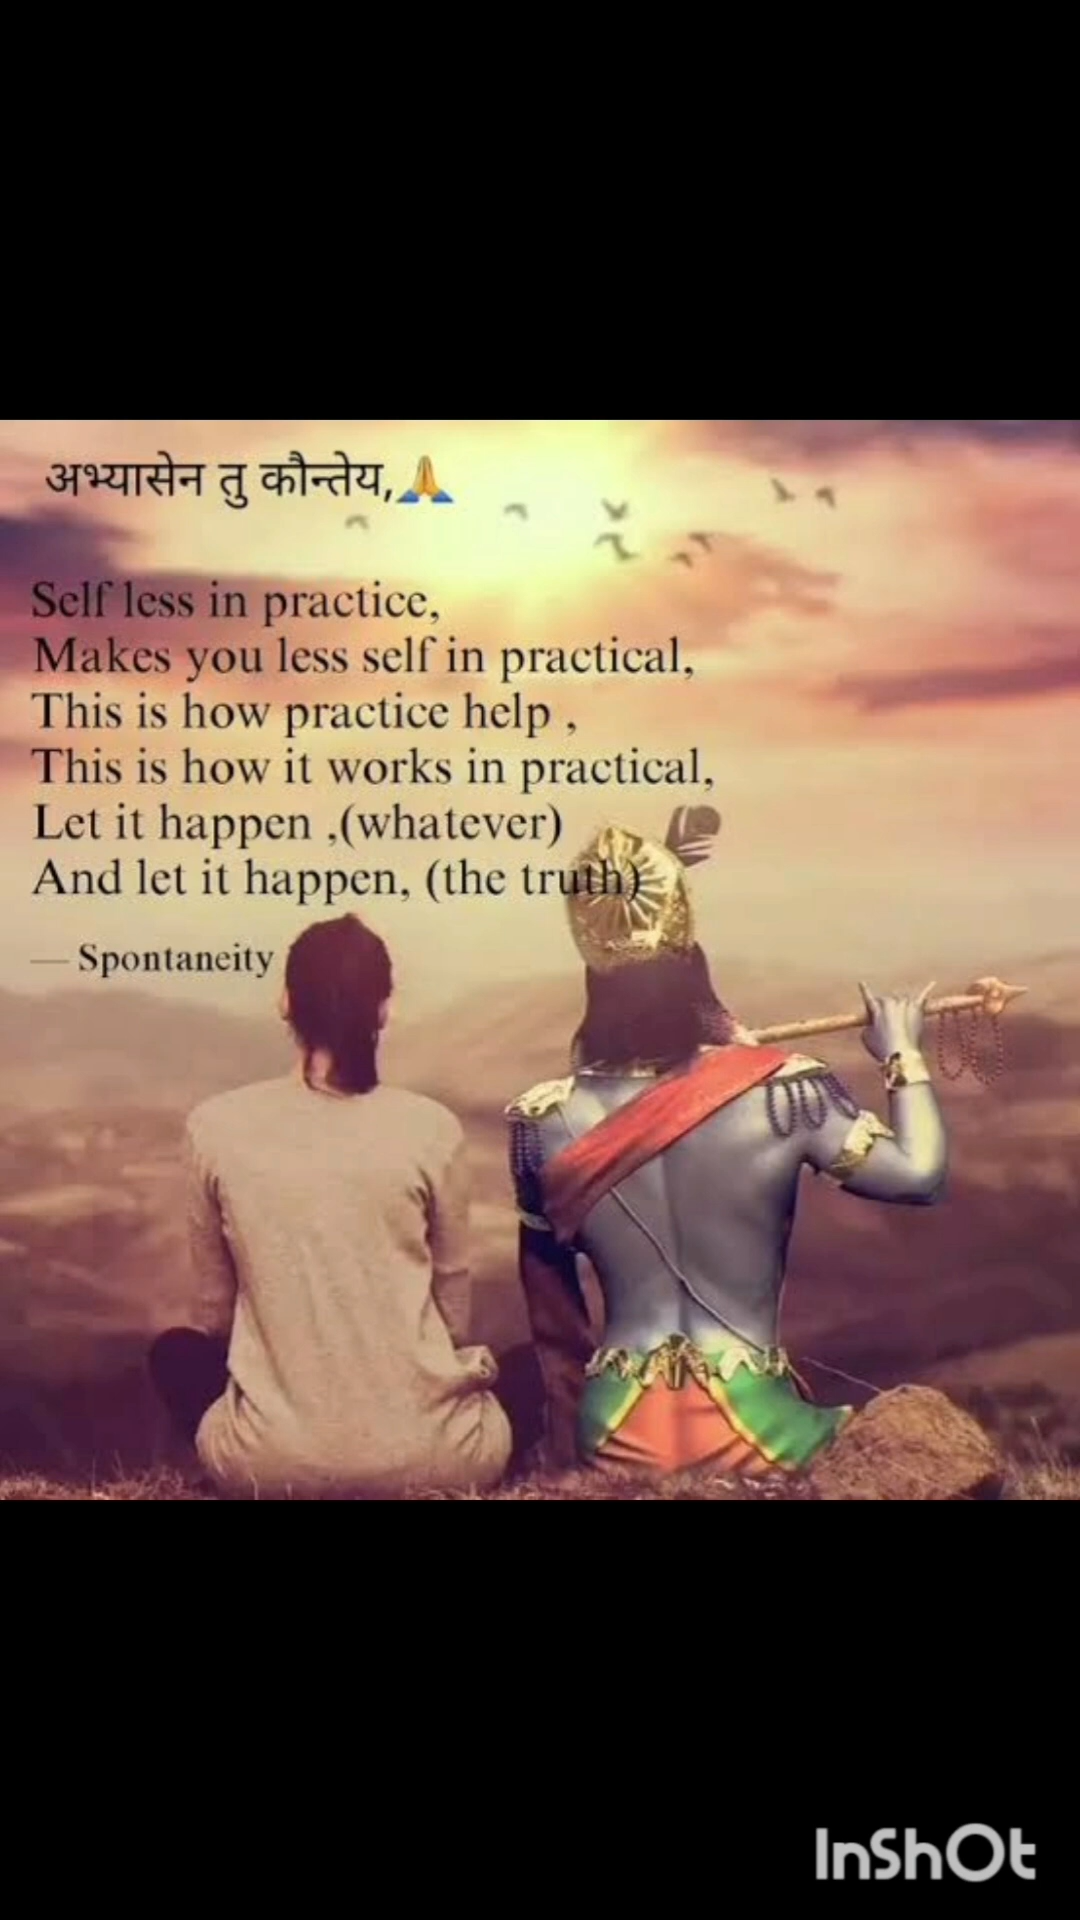 अभ्यासेन तु कौन्तेय,🙏
Self less in practice,
Makes you less self in practical,
This is how practice help ,
This is how it works in practical,
Let it happen ,(whatever)
And let it happen, (the truth)
— Spontaneity
InShOt